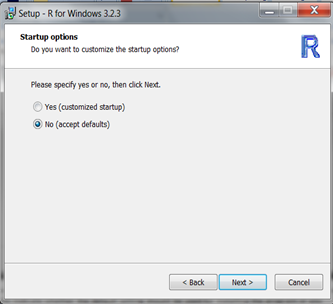 Setup - R for Windows 3.2.3
Startup options
Do you want to customize the startup options?
R
Please specify yes or no, then click Next.
Yes (customized startup)
No (accept defaults)
< Back
Next >
Cancel